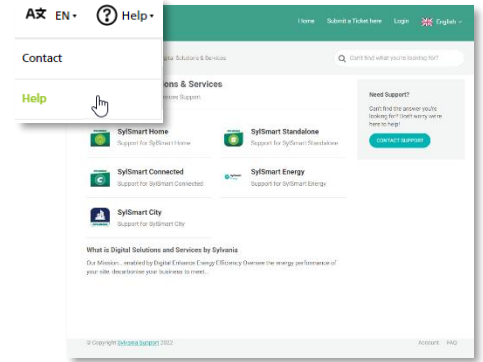 A文 EN Help
Contact
Help
Home Submit a Ticket here Login English
Digital Solutions & Services
Can't find what you're looking for?
ons & Services
Support
SylSmart Home
Support for SylSmart Home
SylSmart Standalone
Support for SylSmart Standalone
SylSmart Connected
Support for SylSmart Connected
SylSmart Energy
Support for SylSmart Energy
SylSmart City
Support for SylSmart City
Need Support?
Can't find the answer you're
looking for? Don't worry we're
here to help!
CONTACT SUPPORT
What is Digital Solutions and Services by Sylvania
Our Mission... enabled by Digital Enhance Energy Efficiency Oversee the energy performance of
your site, decarbonise your business to meet...
© Copyright Sylvania Support 2022
Account FAQ